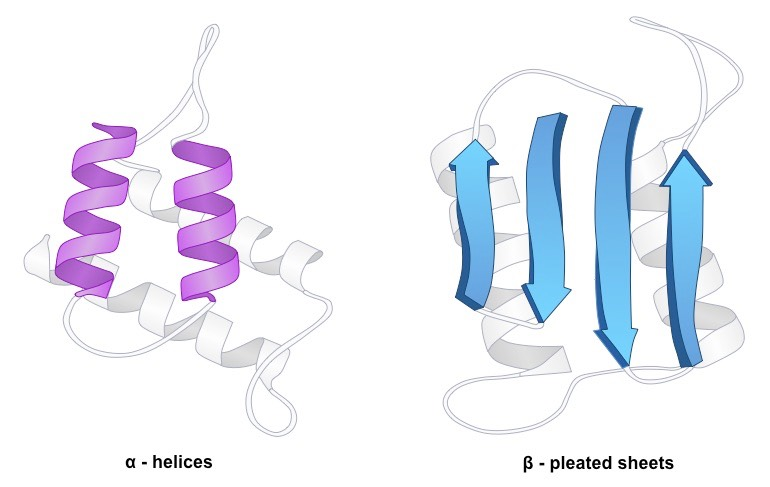 α - helices
β - pleated sheets